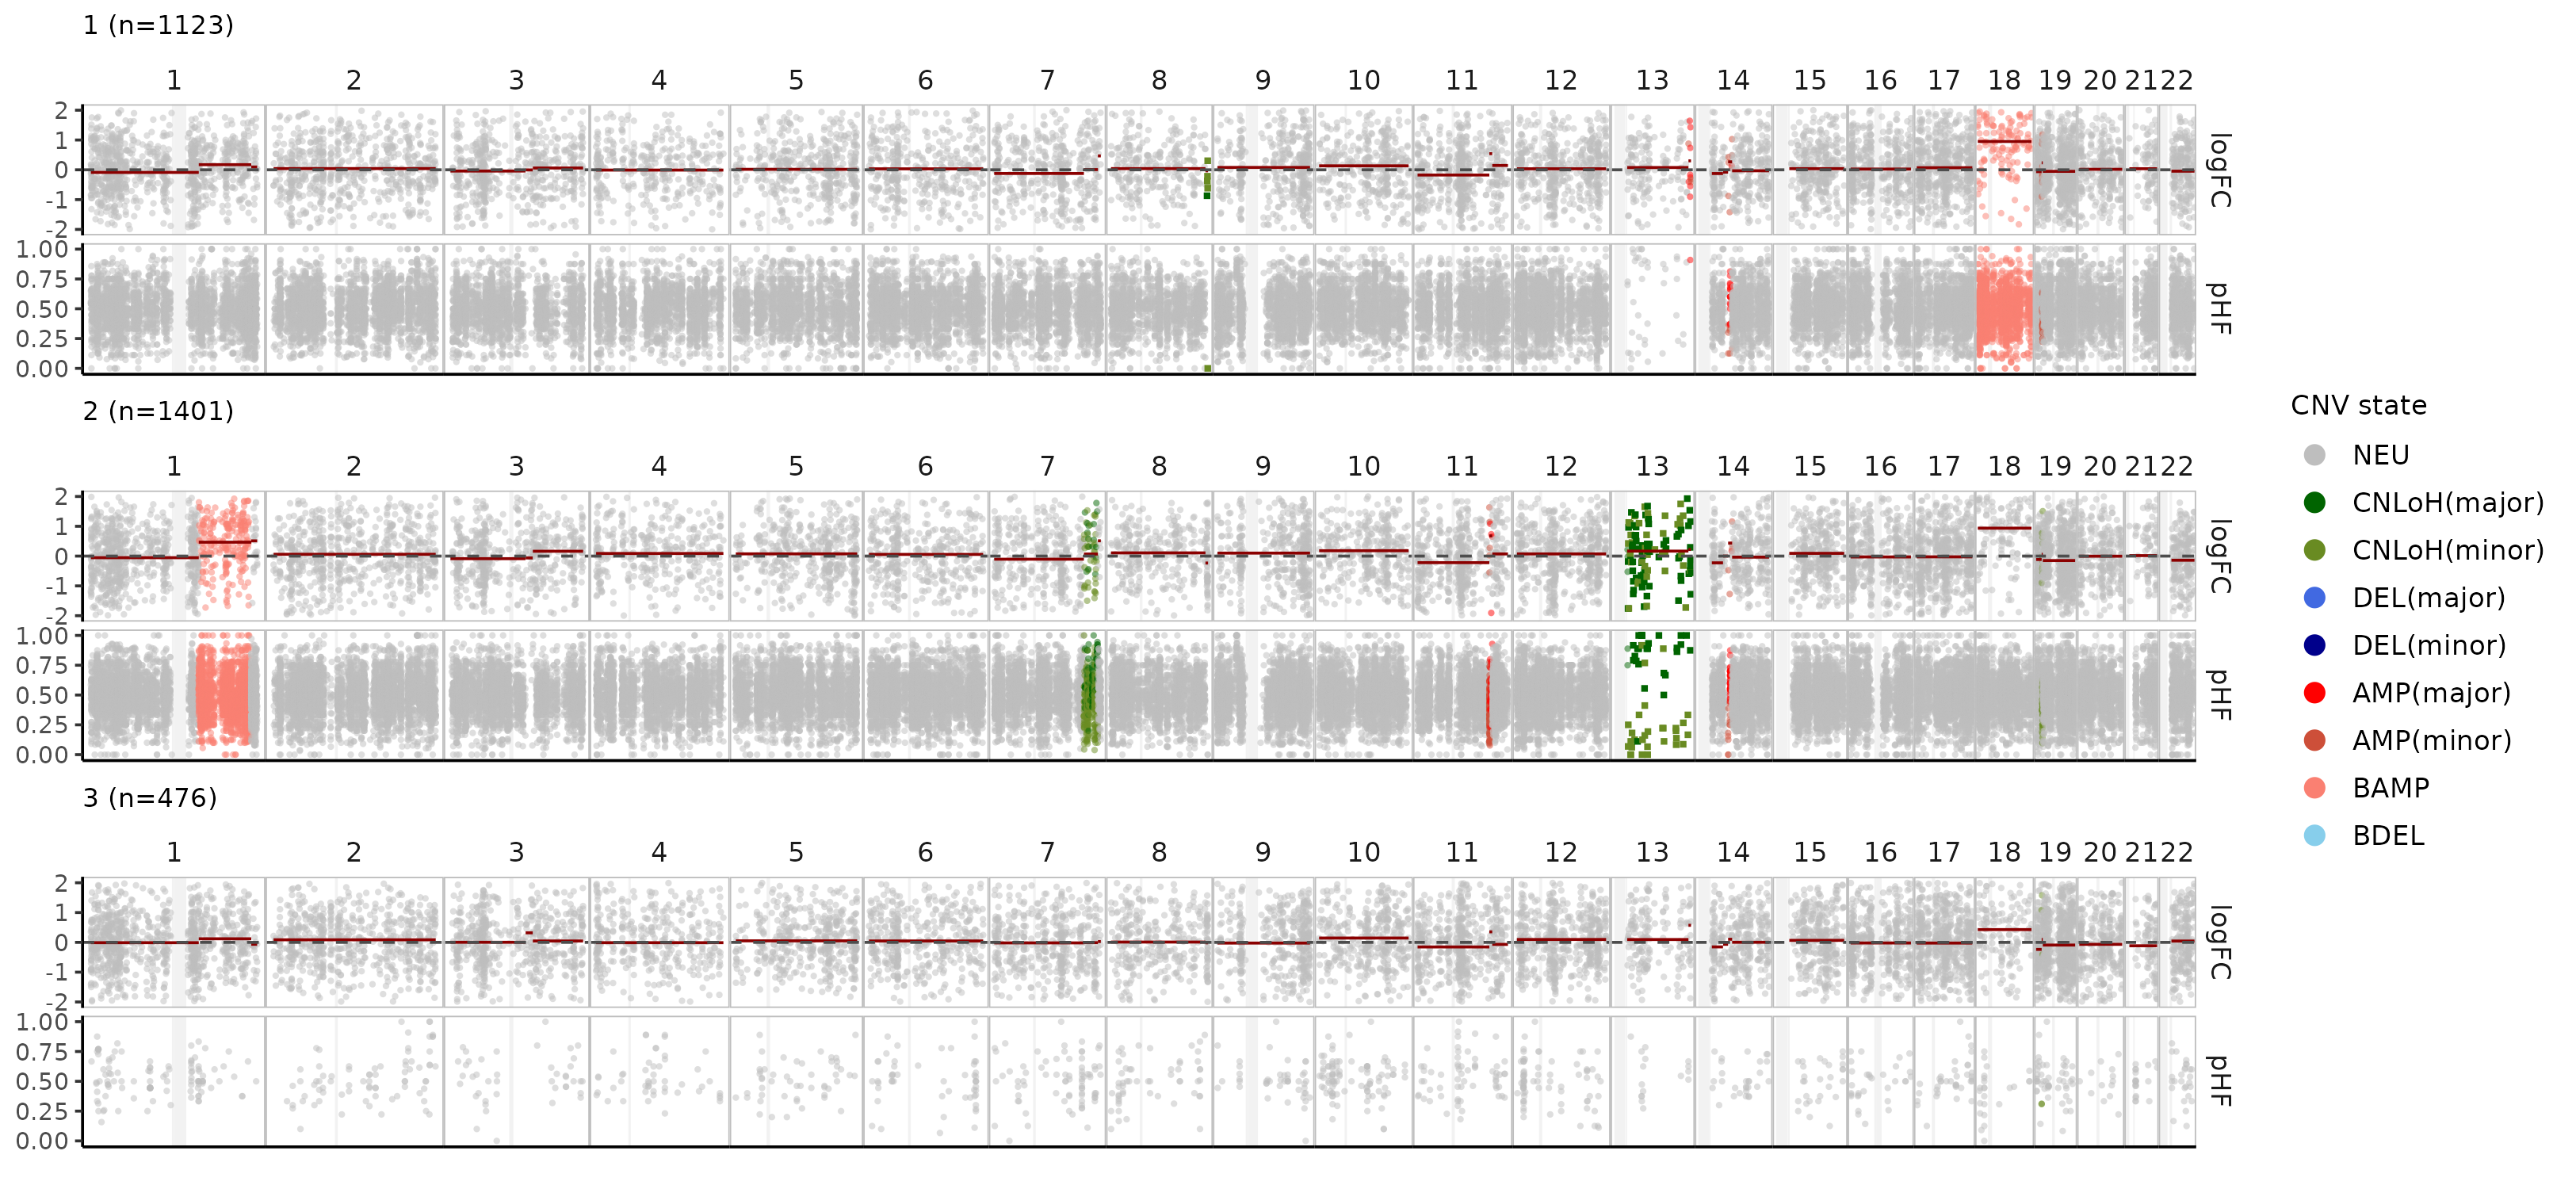 1 (n=1123)
1 2 3 4 5 6 7 8 9 10 11 12 13 14 15 16 17 18 19 20 21 22
2
1
0
-1
-2
logFC
1.00
0.75
0.50
0.25
0.00
pHF
2 (n=1401)
1 2 3 4 5 6 7 8 9 10 11 12 13 14 15 16 17 18 19 20 21 22
2
1
0
-1
-2
logFC
1.00
0.75
0.50
0.25
0.00
pHF
3 (n=476)
1 2 3 4 5 6 7 8 9 10 11 12 13 14 15 16 17 18 19 20 21 22
2
1
0
-1
-2
logFC
1.00
0.75
0.50
0.25
0.00
pHF
CNV state
NEU
CNLoH(major)
CNLoH(minor)
DEL(major)
DEL(minor)
AMP(major)
AMP(minor)
BAMP
BDEL